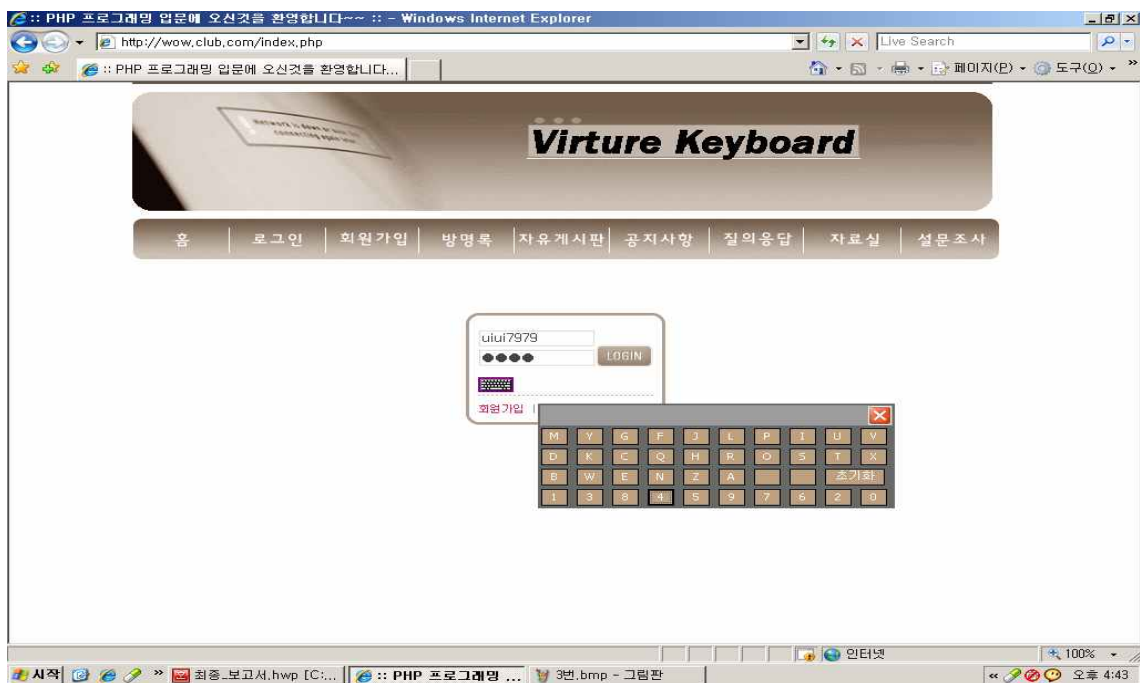 :: PHP 프로그래밍 입문에 오신것을 환영합니다~~ :: - Windows Internet Explorer
http://wow.club.com/index.php
Live Search
:: PHP 프로그래밍 입문에 오신것을 환영합니다...
페이지(P)
도구(O)
»
Network is down or
connecting again
Virture Keyboard
홈 로그인 회원가입 방명록 자유게시판 공지사항 질의응답 자료실 설문조사
uiui7979
●●●●
LOGIN
회원가입 |
M Y G F J L P I U V
D K C Q H R O S T X
B W E N Z A 초기화
1 3 8 4 5 9 7 6 2 0
인터넷
100%
시작
»
최종_보고서.hwp [C:...
:: PHP 프로그래밍 ...
3번.bmp - 그림판
«
오후 4:43